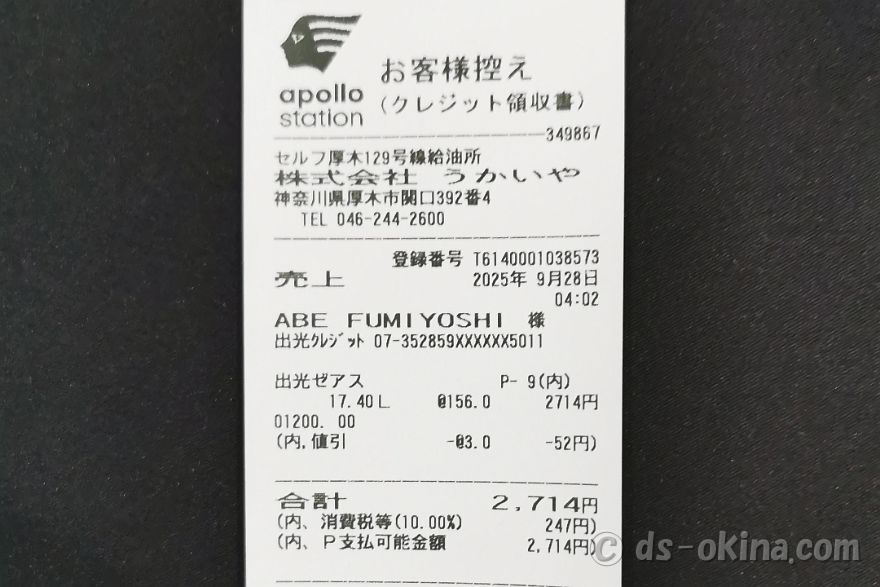 apollo
station
お客様控え
(クレジット領収書)
349867
セルフ厚木129号線給油所
株式会社 うかいや
神奈川県厚木市関口392番4
TEL 046-244-2600
登録番号 T6140001038573
売上 2025年 9月28日
04:02
ABE FUMIYOSHI 様
出光ｸﾚｼﾞｯﾄ 07-352859XXXXXX5011
出光ゼアス P- 9(内)
17.40L @156.0 2714円
01200. 00
(内,値引 -@3.0 -52円)
合計 2,714円
(内、消費税等(10.00%) 247円)
(内、P支払可能金額 2,714円)
© ds-okina.com